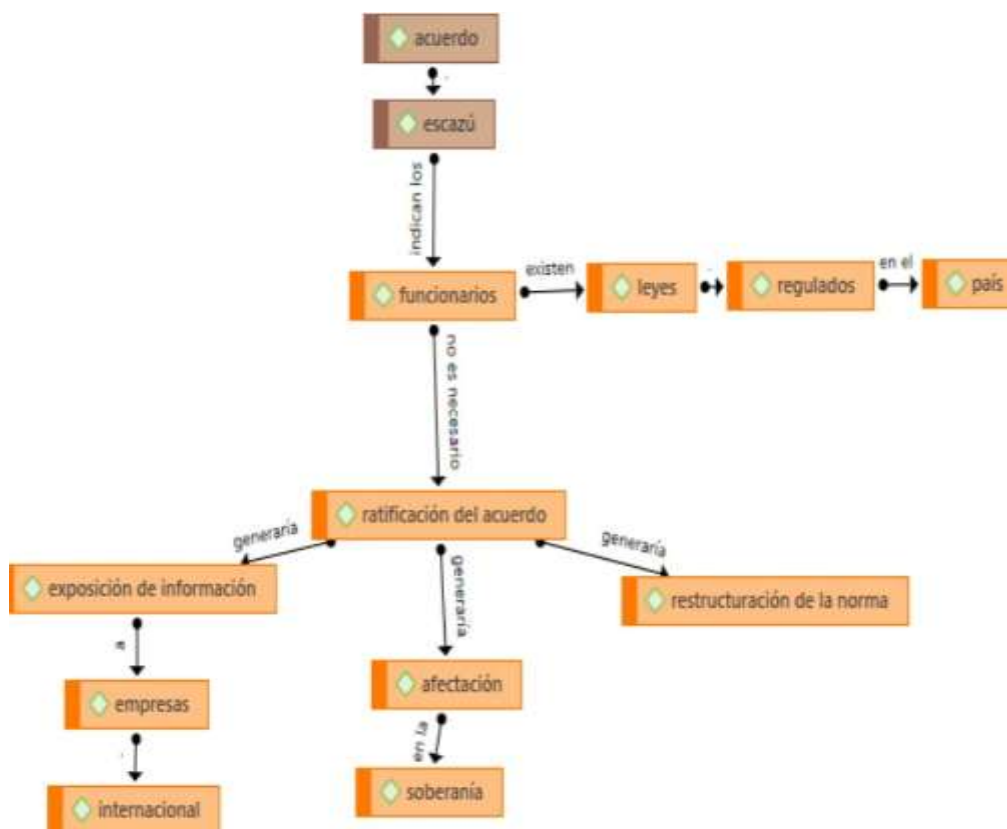 acuerdo
.
escazú
indican los
funcionarios
existen
leyes
.
regulados
en el
país
no es necesario
ratificación del acuerdo
generaría
generaría
generaría
exposición de información
restructuración de la norma
a
afectación
empresas
en la
.
soberanía
internacional